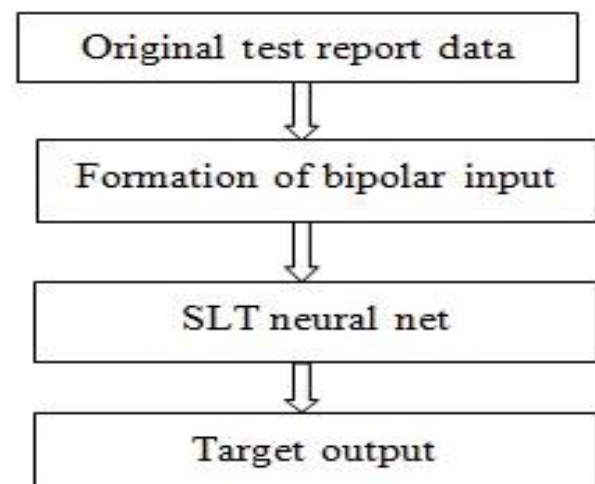 Original test report data
Formation of bipolar input
SLT neural net
Target output